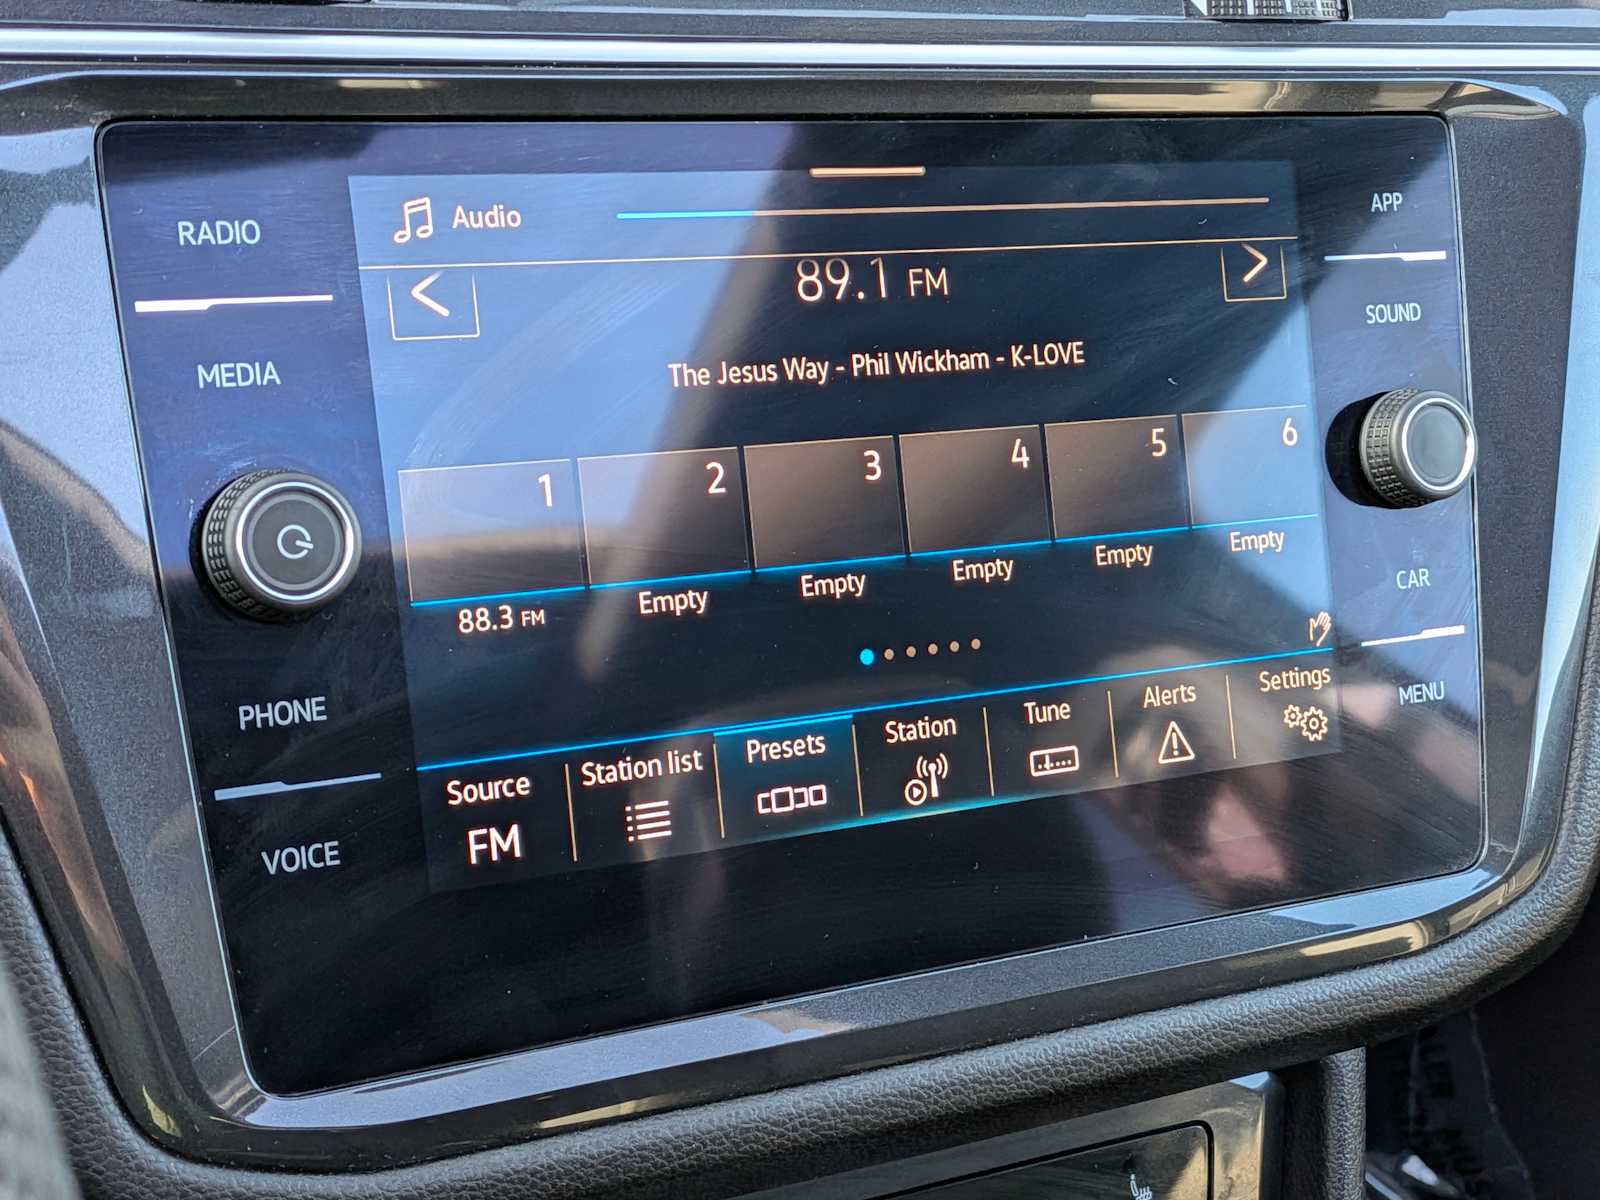 RADIO
MEDIA
PHONE
VOICE
Audio
89.1 FM
The Jesus Way - Phil Wickham - K-LOVE
1 2 3 4 5 6
88.3 FM Empty Empty Empty Empty Empty
Source Station list Presets Station Tune Alerts Settings
FM
APP
SOUND
CAR
MENU